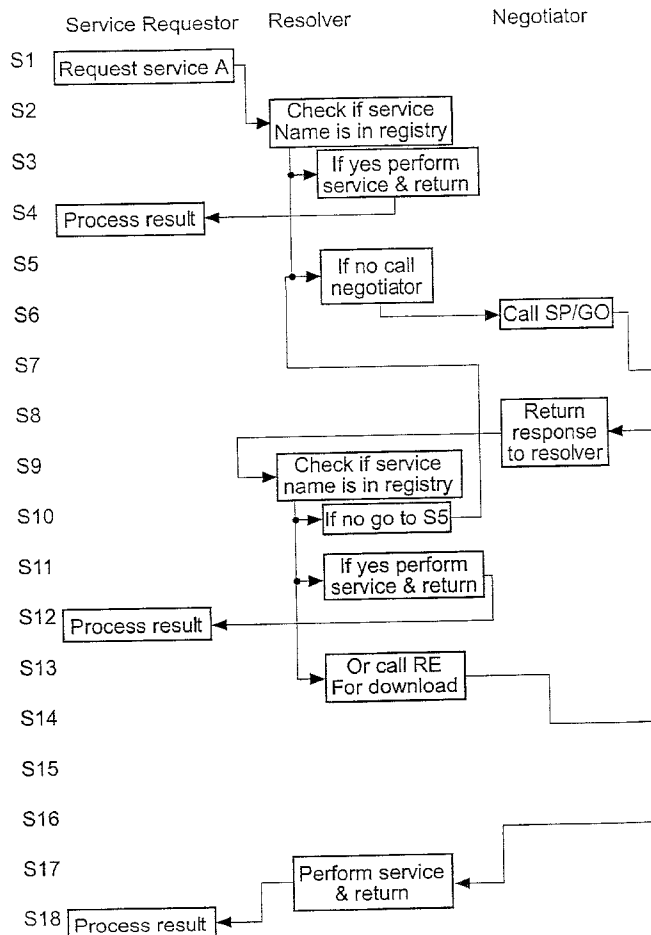 Service Requestor Resolver Negotiator
S1 Request service A
S2 Check if service
Name is in registry
S3 If yes perform
service & return
S4 Process result
S5 If no call
negotiator
S6 Call SP/GO
S7
S8 Return
response
to resolver
S9 Check if service
name is in registry
S10 If no go to S5
S11 If yes perform
service & return
S12 Process result
S13 Or call RE
For download
S14
S15
S16
S17 Perform service
& return
S18 Process result